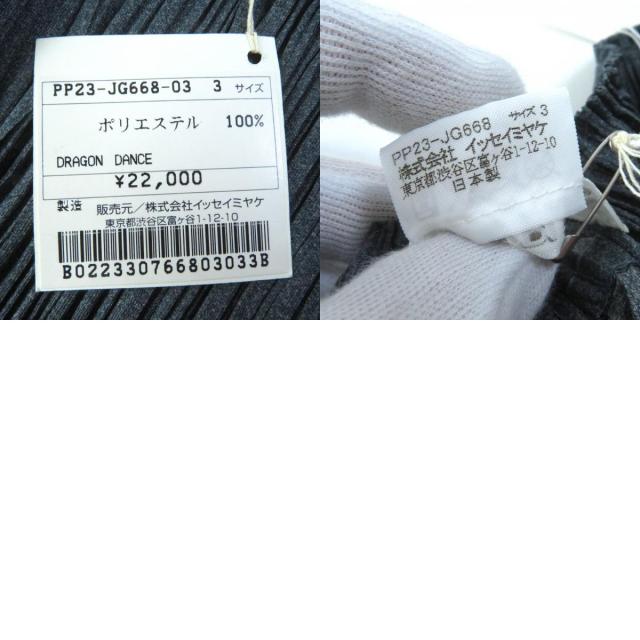 PP23-JG668-03 3 サイズ
ポリエステル 100%
DRAGON DANCE
¥22,000
製造 販売元/株式会社イッセイミヤケ
東京都渋谷区富ヶ谷1-12-10
B022330766803033B
PP23-JG668 サイズ 3
株式会社 イッセイミヤケ
東京都渋谷区富ヶ谷1-12-10
日本製